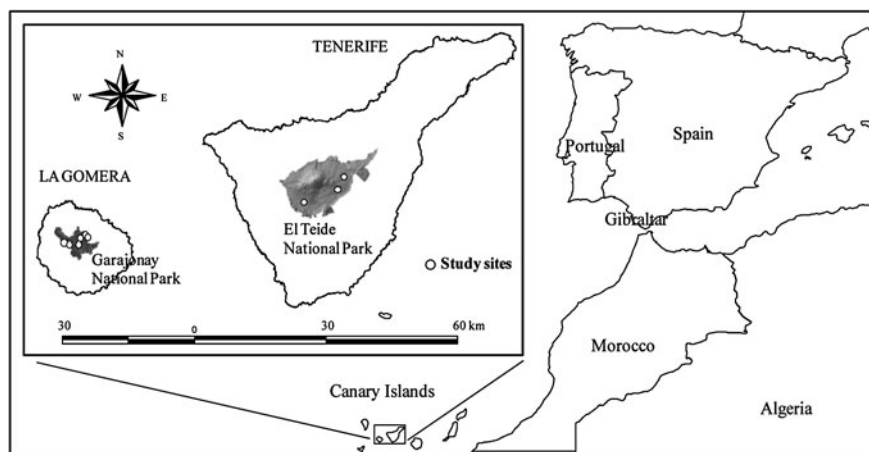 TENERIFE
N
W
E
S
LA GOMERA
El Teide
National Park
Garajonay
National Park
Study sites
30
0
30
60 km
Portugal
Spain
Gibraltar
Morocco
Canary Islands
Algeria